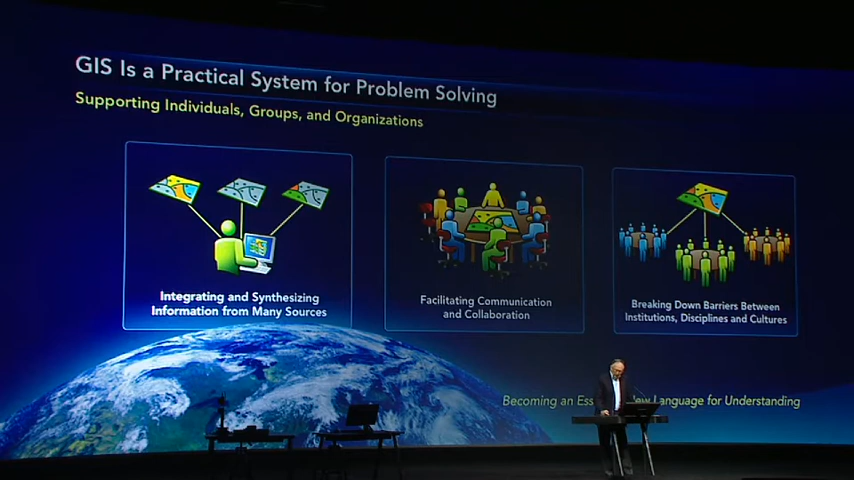 GIS Is a Practical System for Problem Solving
Supporting Individuals, Groups, and Organizations
Integrating and Synthesizing
Information from Many Sources
Facilitating Communication
and Collaboration
Breaking Down Barriers Between
Institutions, Disciplines and Cultures
Becoming an Language for Understanding